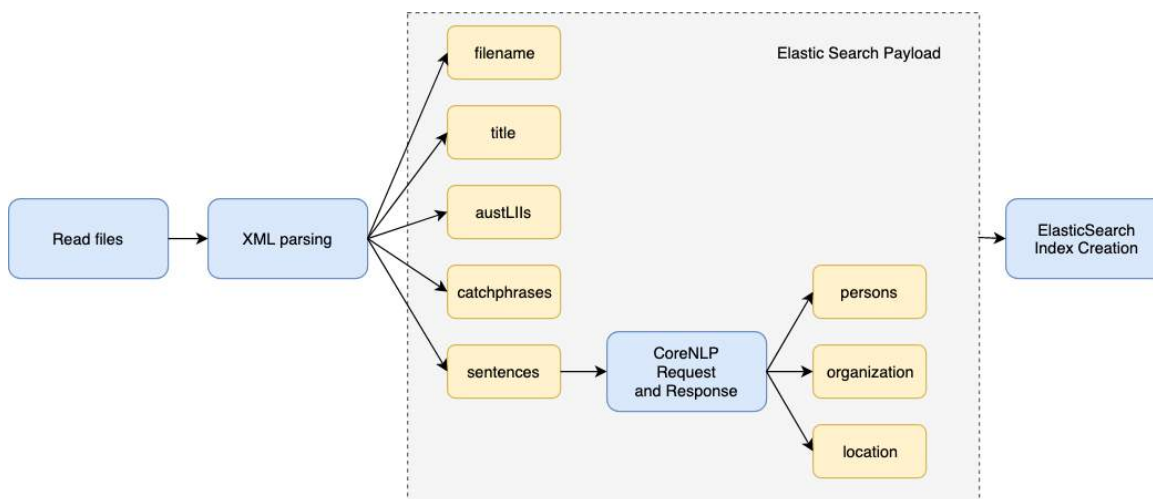 filename
Elastic Search Payload
title
Read files
XML parsing
austLIIs
ElasticSearch
Index Creation
catchphrases
persons
sentences
CoreNLP
Request
and Response
organization
location